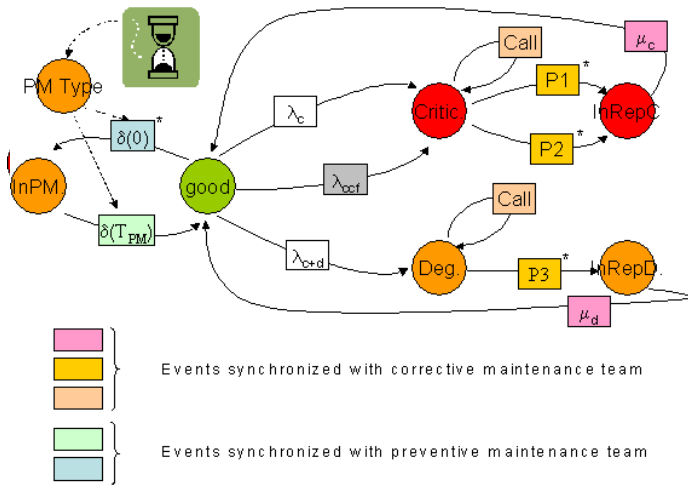 Call
μc
PM Type
P1 *
Critic.
InRepC
λc
δ(0) *
P2 *
InPM.
good
λccf
Call
δ(TPM)
λc+d
Deg.
P3 *
InRepD.
μd
Events synchronized with corrective maintenance team
Events synchronized with preventive maintenance team